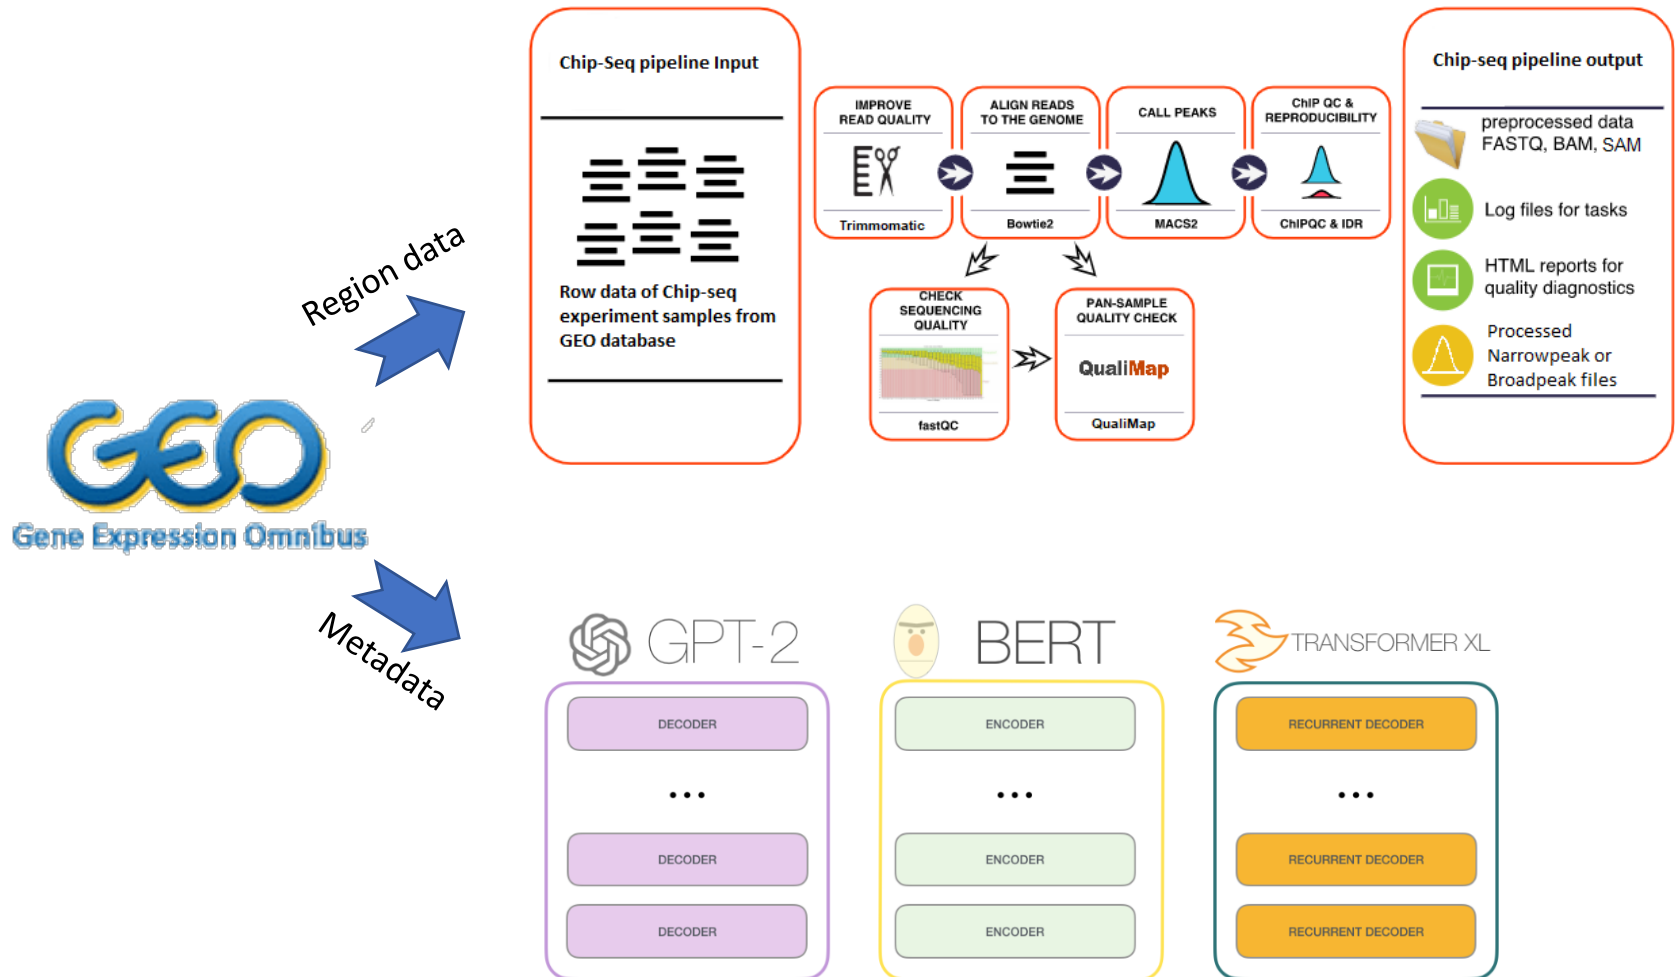 Chip-Seq pipeline Input
Row data of Chip-seq
experiment samples from
GEO database
IMPROVE
READ QUALITY
Trimmomatic
ALIGN READS
TO THE GENOME
Bowtie2
CALL PEAKS
MACS2
ChIP QC &
REPRODUCIBILITY
ChIPQC & IDR
CHECK
SEQUENCING
QUALITY
fastQC
PAN-SAMPLE
QUALITY CHECK
QualiMap
QualiMap
Chip-seq pipeline output
preprocessed data
FASTQ, BAM, SAM
Log files for tasks
HTML reports for
quality diagnostics
Processed
Narrowpeak or
Broadpeak files
Region data
GEO
Gene Expression Omnibus
Metadata
GPT-2
DECODER
...
DECODER
DECODER
BERT
ENCODER
...
ENCODER
ENCODER
TRANSFORMER XL
RECURRENT DECODER
...
RECURRENT DECODER
RECURRENT DECODER